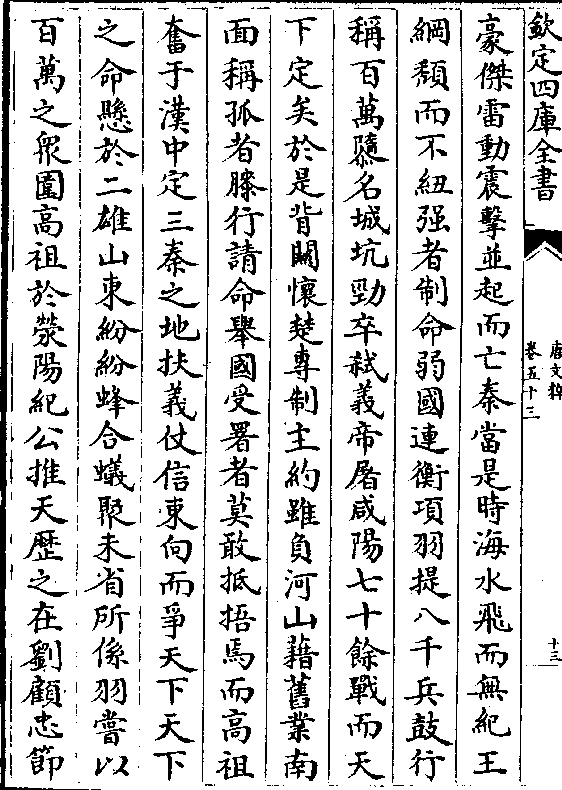 欽定四庫全書
唐文粹
卷五十三
十三
豪傑雷動震擊並起而亡秦當是時海水飛而無紀王
綱頽而不紐强者制命弱國連衡項羽提八千兵鼓行
稱百萬隳名城坑勁卒弑義帝屠咸陽七十餘戰而天
下定矣於是背關懷楚專制主約雖負河山藉舊業南
面稱孤者膝行請命舉國受署者莫敢抵捂焉而高祖
奮于漢中定三秦之地扶義仗信東向而爭天下天下
之命懸於二雄山東紛紛蜂合蟻聚未省所係羽嘗以
百萬之衆圍高祖於滎陽紀公推天歷之在劉顧忠節